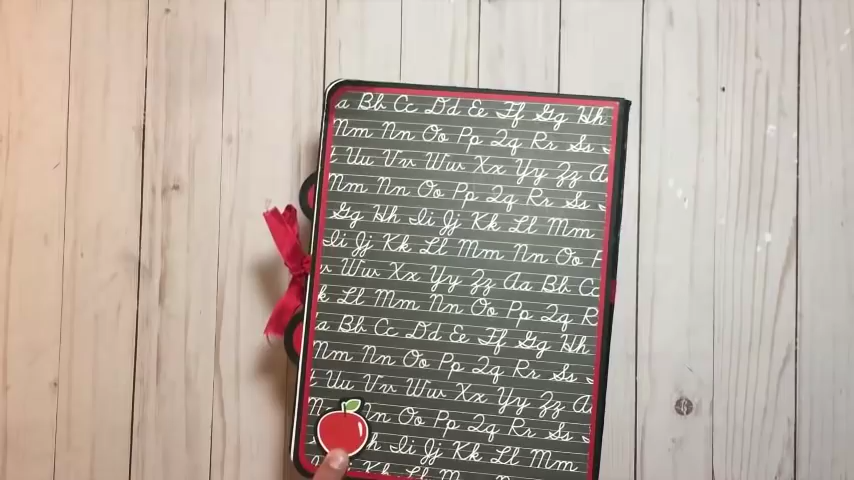 a Bb Cc Dd Ee Ff Gg Hh
Mm Nn Oo Pp Qq Rr Ss
t Uu Vv Ww Xx Yy Zz A
Mm Nn Oo Pp Qq Rr Ss
Gg Hh Ii Jj Kk Ll Mm
Ii Jj Kk Ll Mm Nn Oo P
v Ww Xx Yy Zz Aa Bb Cc
k Ll Mm Nn Oo Pp Qq R
a Bb Cc Dd Ee Ff Gg Hh
Mm Nn Oo Pp Qq Rr Ss
t Uu Vv Ww Xx Yy Zz A
n Oo Pp Qq Rr Ss
h Ii Jj Kk Ll Mm
Kk Ll M